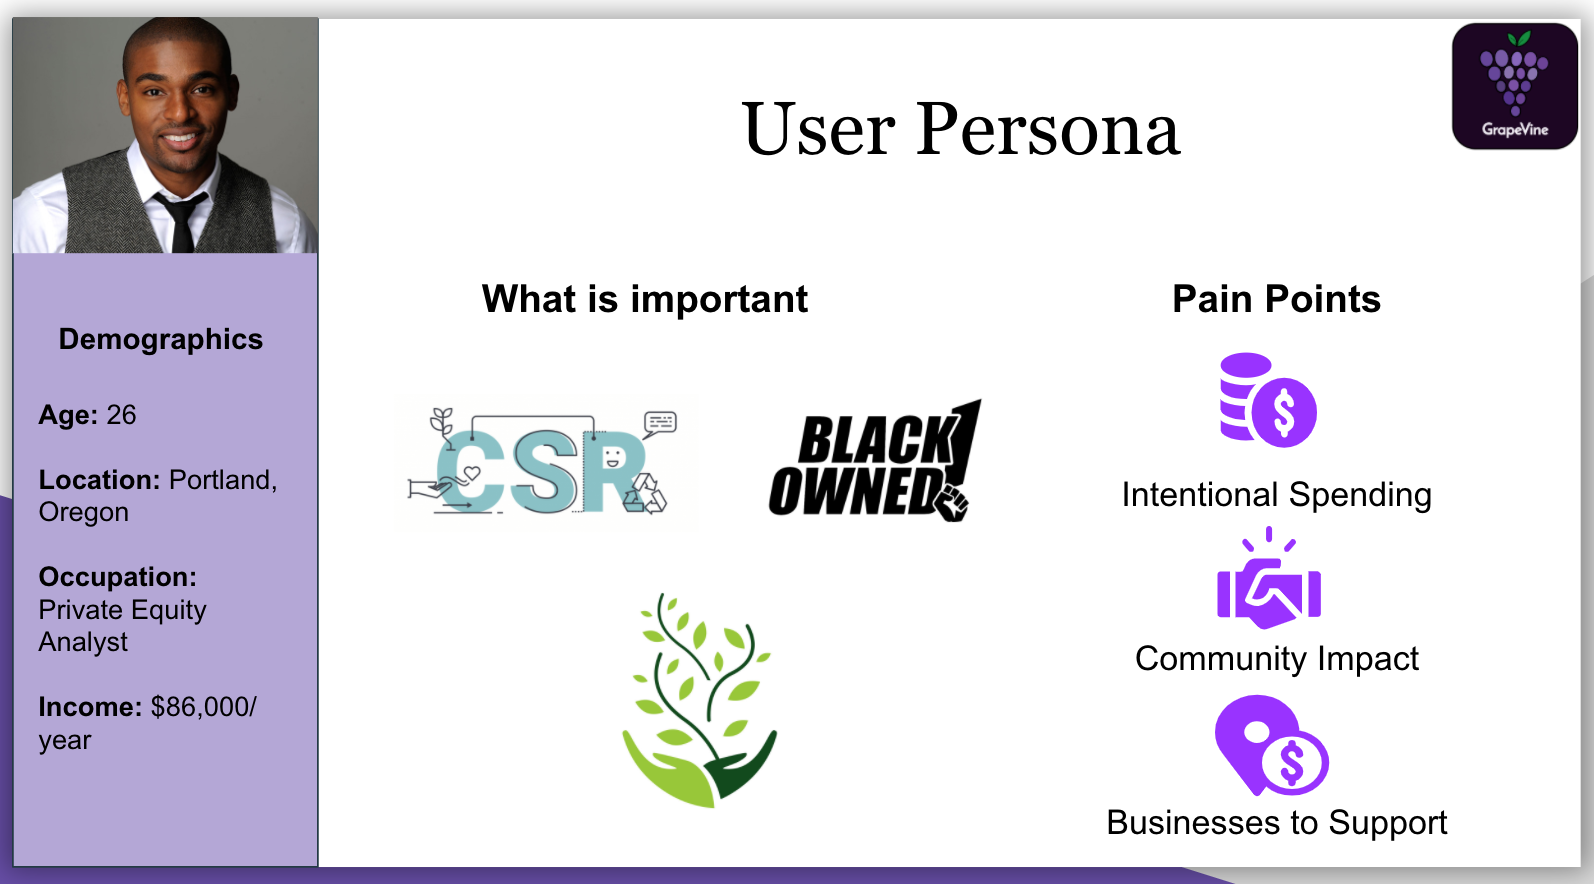 User Persona
GrapeVine
Demographics
Age: 26
Location: Portland,
Oregon
Occupation:
Private Equity
Analyst
Income: $86,000/
year
What is important
CSR
BLACK
OWNED
Pain Points
$
Intentional Spending
Community Impact
$
Businesses to Support